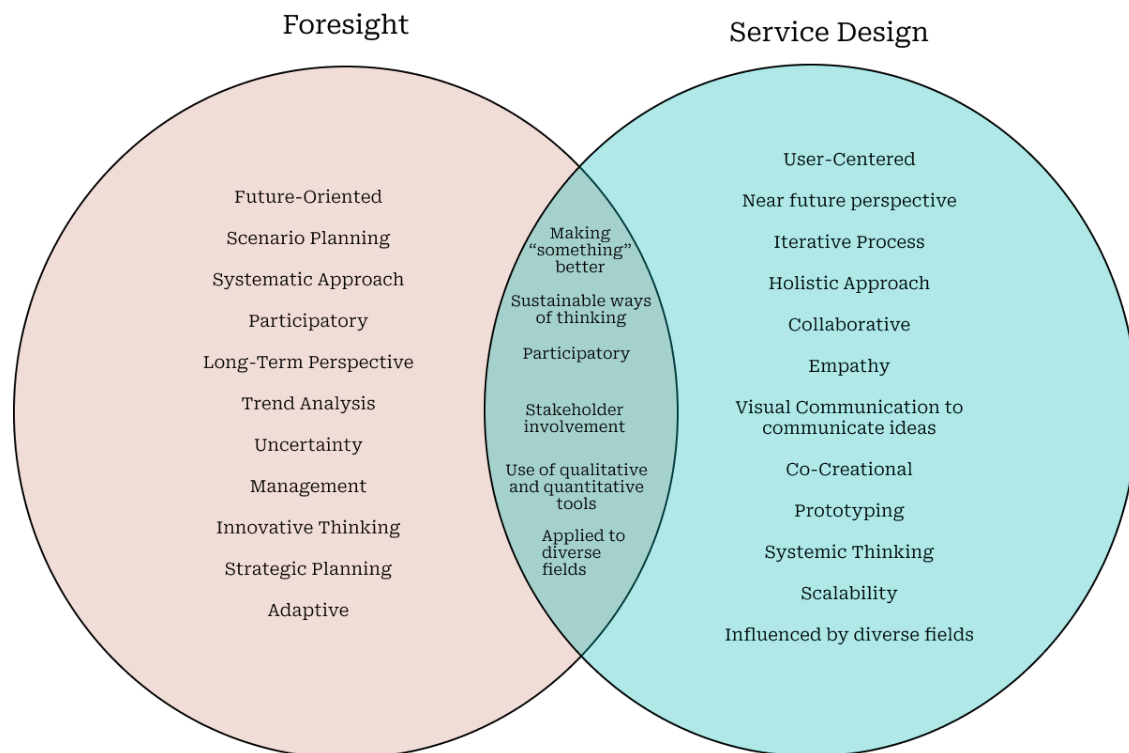 Foresight
Service Design
Future-Oriented
Scenario Planning
Systematic Approach
Participatory
Long-Term Perspective
Trend Analysis
Uncertainty
Management
Innovative Thinking
Strategic Planning
Adaptive
Making
“something”
better
Sustainable ways
of thinking
Participatory
Stakeholder
involvement
Use of qualitative
and quantitative
tools
Applied to
diverse
fields
User-Centered
Near future perspective
Iterative Process
Holistic Approach
Collaborative
Empathy
Visual Communication to
communicate ideas
Co-Creational
Prototyping
Systemic Thinking
Scalability
Influenced by diverse fields